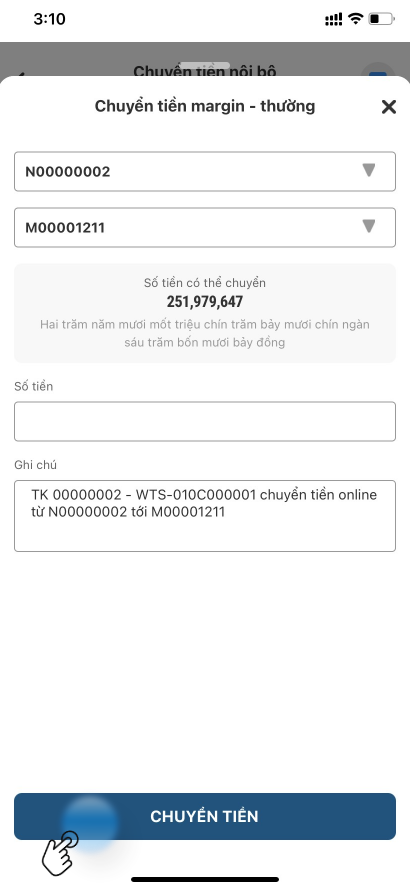 3:10
Chuyển tiền nội bộ
Chuyển tiền margin - thường
N00000002
M00001211
Số tiền có thể chuyển
251,979,647
Hai trăm năm mươi mốt triệu chín trăm bảy mươi chín ngàn
sáu trăm bốn mươi bảy đồng
Số tiền
Ghi chú
TK 00000002 - WTS-010C000001 chuyển tiền online
từ N00000002 tới M00001211
CHUYỂN TIỀN